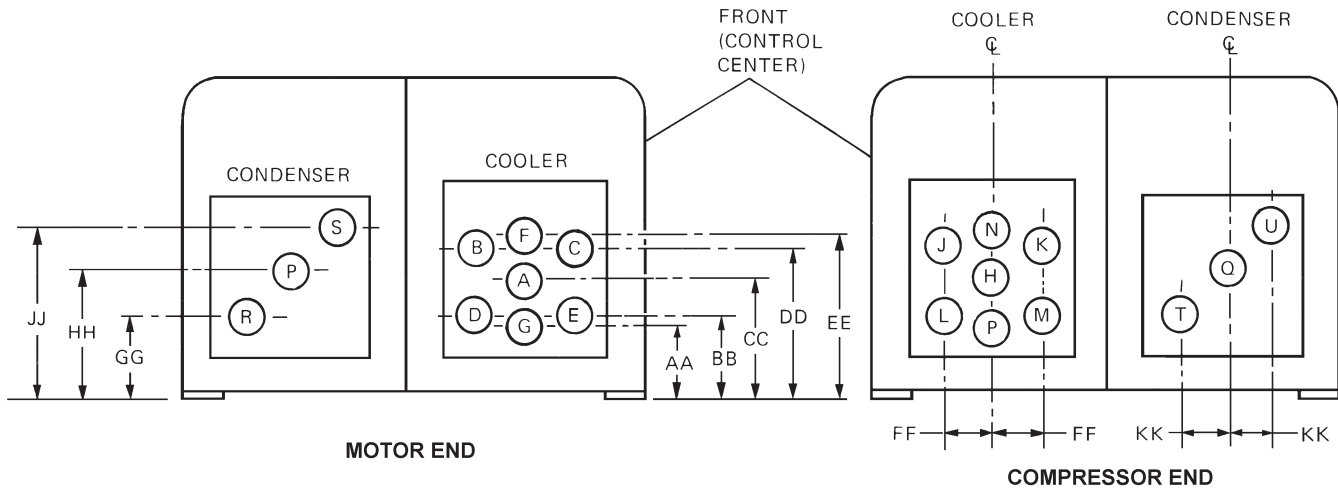 FRONT
(CONTROL
CENTER)
COOLER
℄
CONDENSER
℄
CONDENSER
COOLER
S
P
R
F
B
C
A
D
G
E
JJ
HH
GG
AA
BB
CC
DD
EE
N
J
K
H
L
P
M
U
Q
T
FF
FF
KK
KK
MOTOR END
COMPRESSOR END